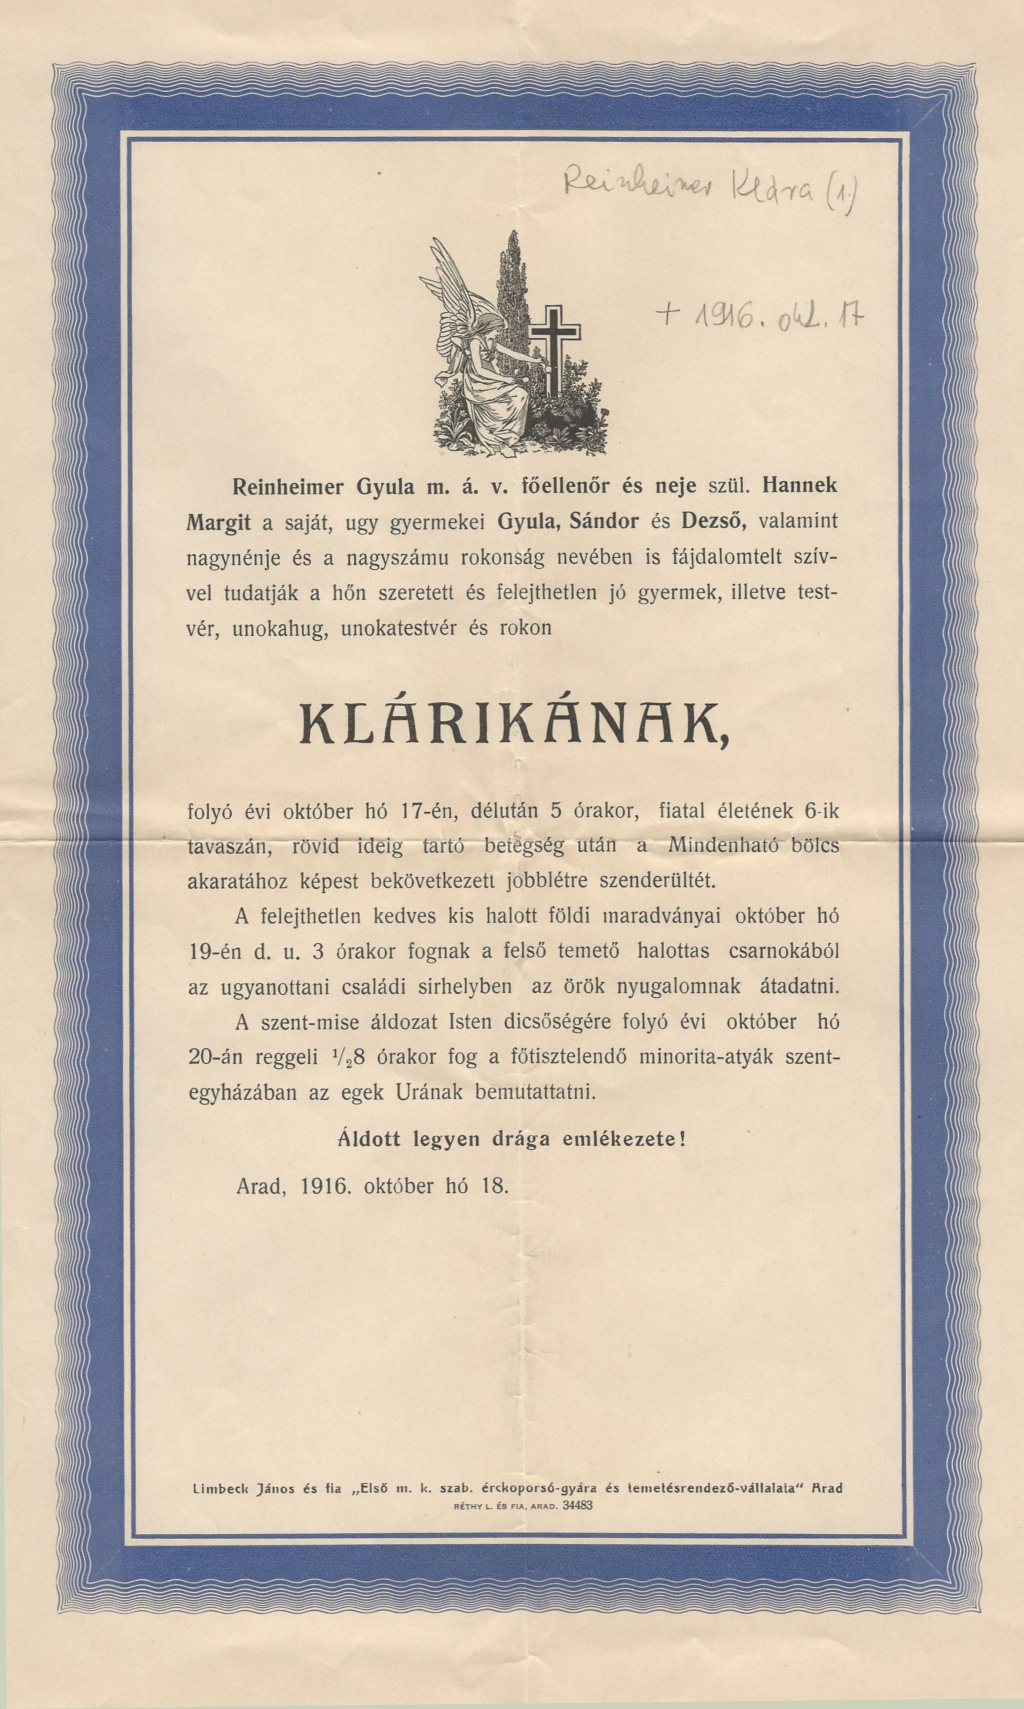 Reinheimer Klára (1.)
+ 1916. okt. 17
Reinheimer Gyula m. á. v. főellenőr és neje szül. Hannek
Margit a saját, ugy gyermekei Gyula, Sándor és Dezső, valamint
nagynénje és a nagyszámu rokonság nevében is fájdalomtelt szív-
vel tudatják a hőn szeretett és felejthetlen jó gyermek, illetve test-
vér, unokahug, unokatestvér és rokon
KLÁRIKÁNAK,
folyó évi október hó 17-én, délután 5 órakor, fiatal életének 6-ik
tavaszán, rövid ideig tartó betegség után a Mindenható bölcs
akaratához képest bekövetkezett jobblétre szenderültét.
A felejthetlen kedves kis halott földi maradványai október hó
19-én d. u. 3 órakor fognak a felső temető halottas csarnokából
az ugyanottani családi sirhelyben az örök nyugalomnak átadatni.
A szent-mise áldozat Isten dicsőségére folyó évi október hó
20-án reggeli 1/28 órakor fog a főtisztelendő minorita-atyák szent-
egyházában az egek Urának bemutattatni.
Áldott legyen drága emlékezete!
Arad, 1916. október hó 18.
Limbeck János és fia „Első m. k. szab. érckoporsó-gyára és temetésrendező-vállalata" Arad
RÉTHY L. ÉS FIA, ARAD. 34483